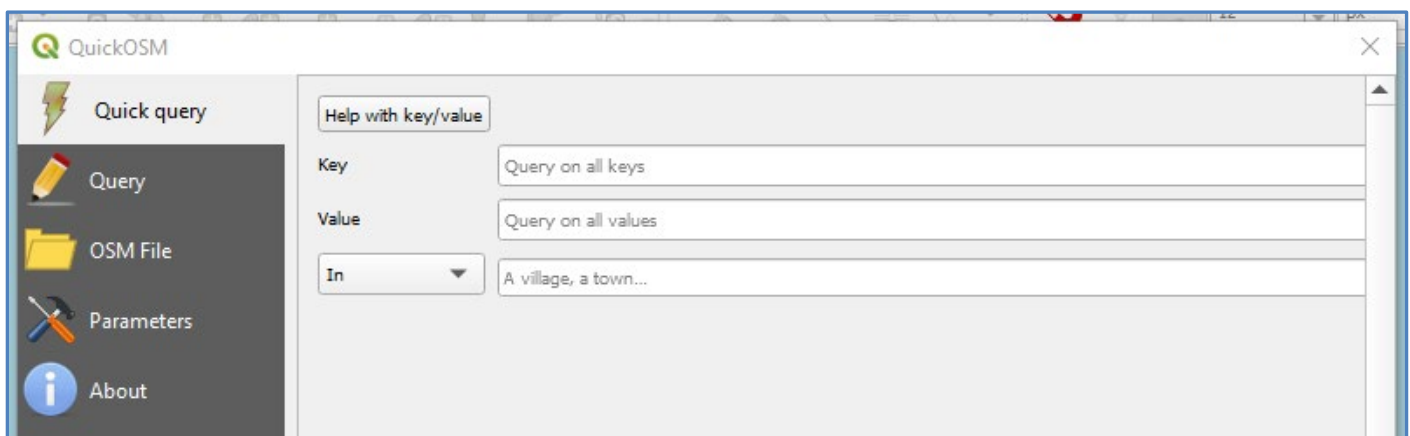 QuickOSM
Quick query
Query
OSM File
Parameters
About
Help with key/value
Key
Query on all keys
Value
Query on all values
In
A village, a town...